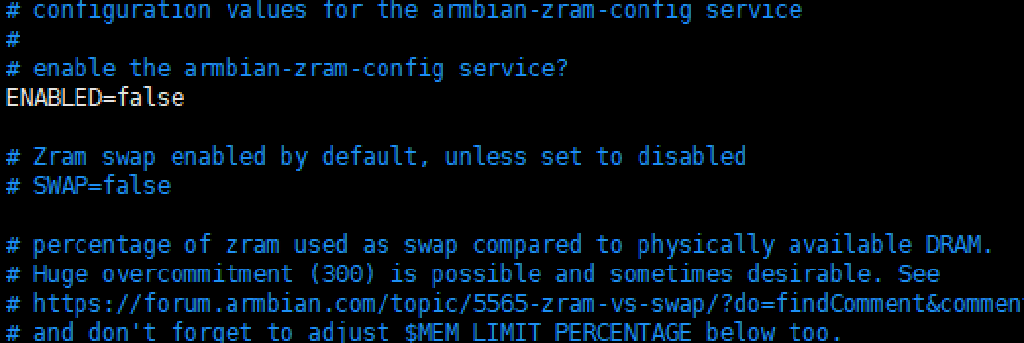 # configuration values for the armbian-zram-config service
#
# enable the armbian-zram-config service?
ENABLED=false
# Zram swap enabled by default, unless set to disabled
# SWAP=false
# percentage of zram used as swap compared to physically available DRAM.
# Huge overcommitment (300) is possible and sometimes desirable. See
# https://forum.armbian.com/topic/5565-zram-vs-swap/?do=findComment&comment
# and don't forget to adjust $MEM_LIMIT_PERCENTAGE below too.